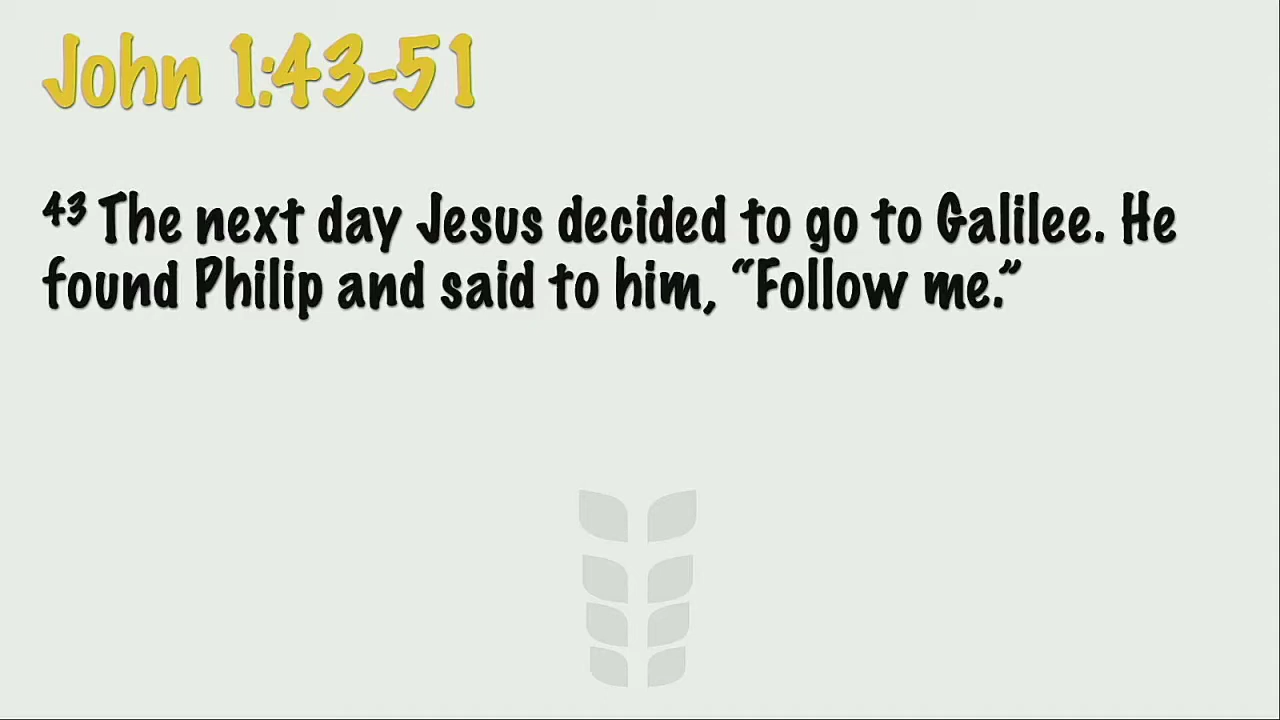 John 1:43-51
⁴³ The next day Jesus decided to go to Galilee. He
found Philip and said to him, “Follow me.”